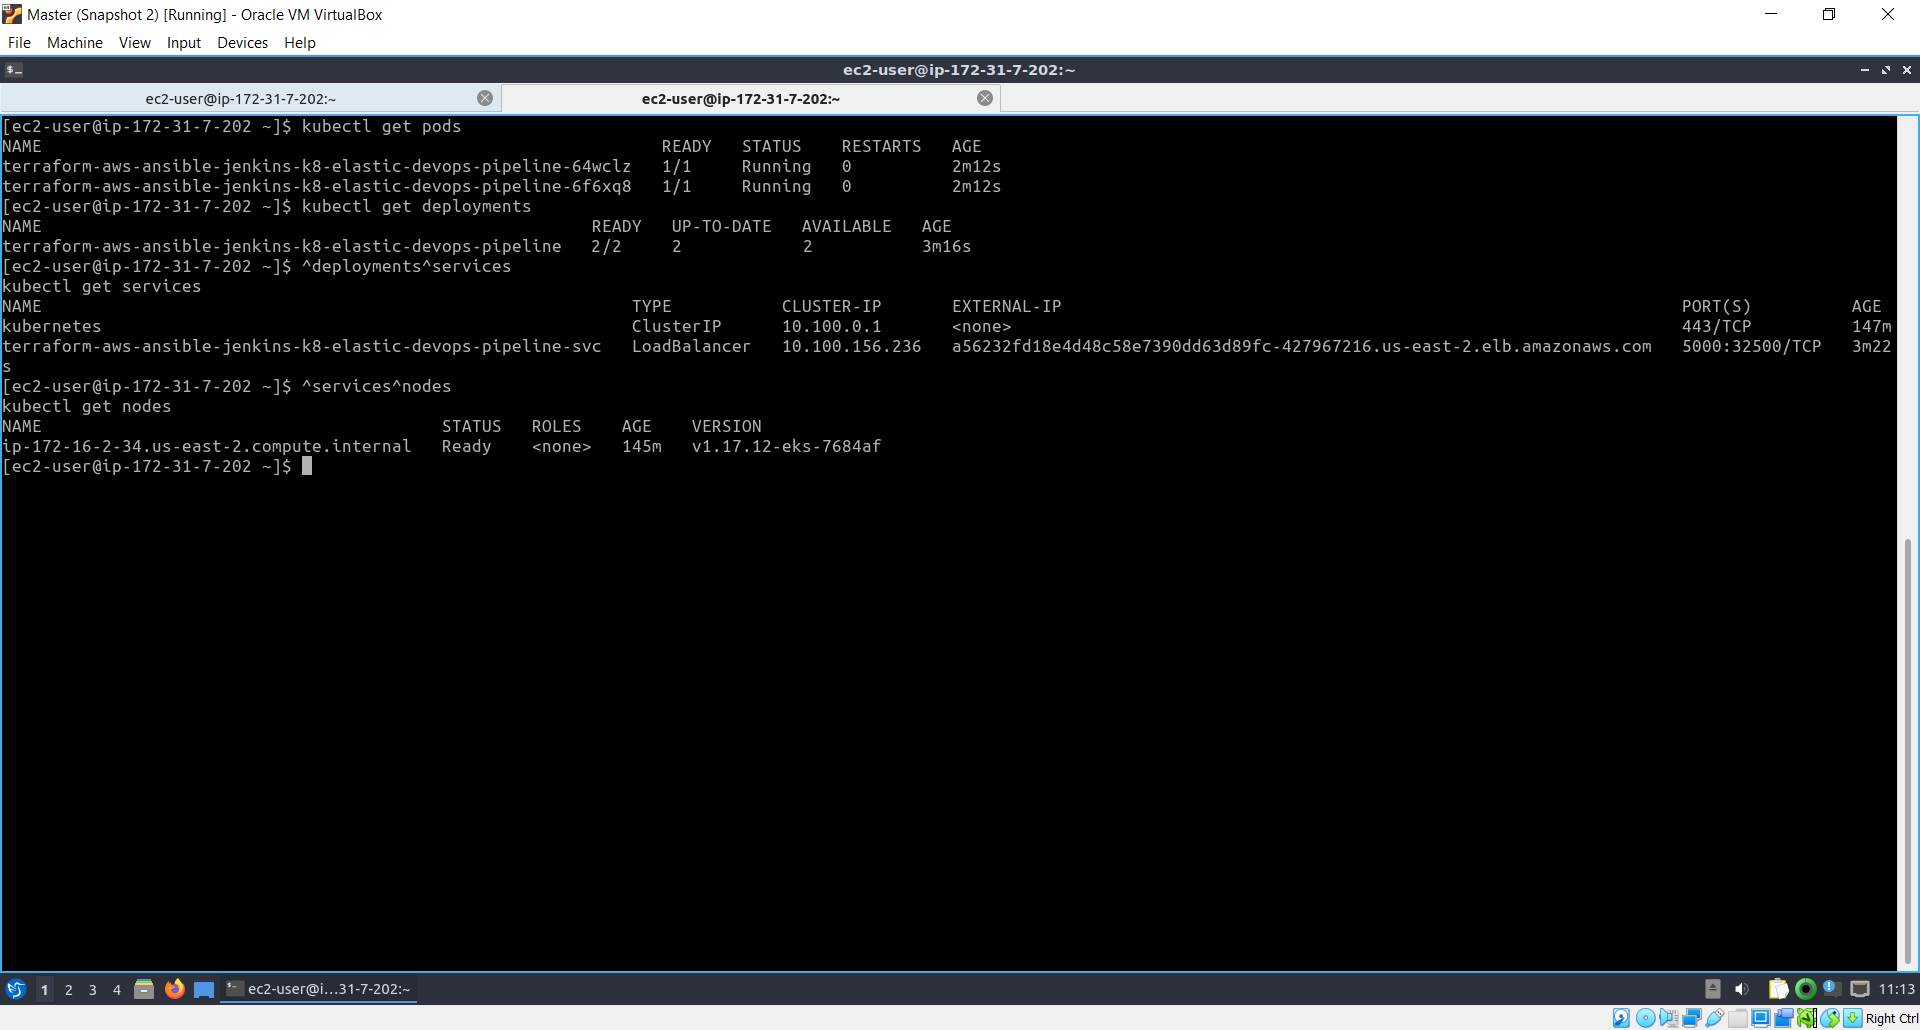 Master (Snapshot 2) [Running] - Oracle VM VirtualBox
File Machine View Input Devices Help
ec2-user@ip-172-31-7-202:~
ec2-user@ip-172-31-7-202:~ ec2-user@ip-172-31-7-202:~
[ec2-user@ip-172-31-7-202 ~]$ kubectl get pods
NAME READY STATUS RESTARTS AGE
terraform-aws-ansible-jenkins-k8-elastic-devops-pipeline-64wclz 1/1 Running 0 2m12s
terraform-aws-ansible-jenkins-k8-elastic-devops-pipeline-6f6xq8 1/1 Running 0 2m12s
[ec2-user@ip-172-31-7-202 ~]$ kubectl get deployments
NAME READY UP-TO-DATE AVAILABLE AGE
terraform-aws-ansible-jenkins-k8-elastic-devops-pipeline 2/2 2 2 3m16s
[ec2-user@ip-172-31-7-202 ~]$ ^deployments^services
kubectl get services
NAME TYPE CLUSTER-IP EXTERNAL-IP PORT(S) AGE
kubernetes ClusterIP 10.100.0.1 <none> 443/TCP 147m
terraform-aws-ansible-jenkins-k8-elastic-devops-pipeline-svc LoadBalancer 10.100.156.236 a56232fd18e4d48c58e7390dd63d89fc-427967216.us-east-2.elb.amazonaws.com 5000:32500/TCP 3m22
s
[ec2-user@ip-172-31-7-202 ~]$ ^services^nodes
kubectl get nodes
NAME STATUS ROLES AGE VERSION
ip-172-16-2-34.us-east-2.compute.internal Ready <none> 145m v1.17.12-eks-7684af
[ec2-user@ip-172-31-7-202 ~]$
1 2 3 4 ec2-user@i...31-7-202:~ 11:13
Right Ctrl